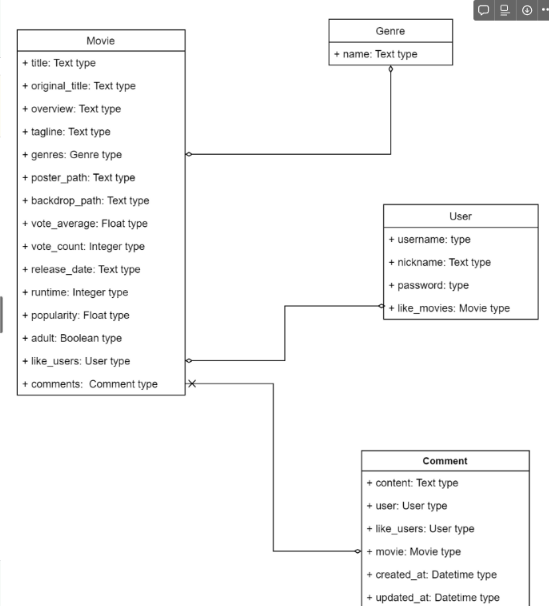 Movie
+ title: Text type
+ original_title: Text type
+ overview: Text type
+ tagline: Text type
+ genres: Genre type
+ poster_path: Text type
+ backdrop_path: Text type
+ vote_average: Float type
+ vote_count: Integer type
+ release_date: Text type
+ runtime: Integer type
+ popularity: Float type
+ adult: Boolean type
+ like_users: User type
+ comments:  Comment type
Genre
+ name: Text type
User
+ username: type
+ nickname: Text type
+ password: type
+ like_movies: Movie type
Comment
+ content: Text type
+ user: User type
+ like_users: User type
+ movie: Movie type
+ created_at: Datetime type
+ updated_at: Datetime type